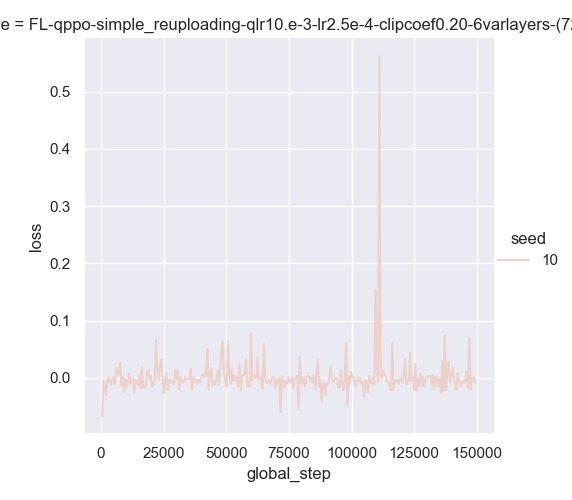 e = FL-qppo-simple_reuploading-qlr10.e-3-lr2.5e-4-clipcoef0.20-6varlayers-(72
0.5
0.4
0.3
0.2
0.1
0.0
loss
0 25000 50000 75000 100000 125000 150000
global_step
seed
10